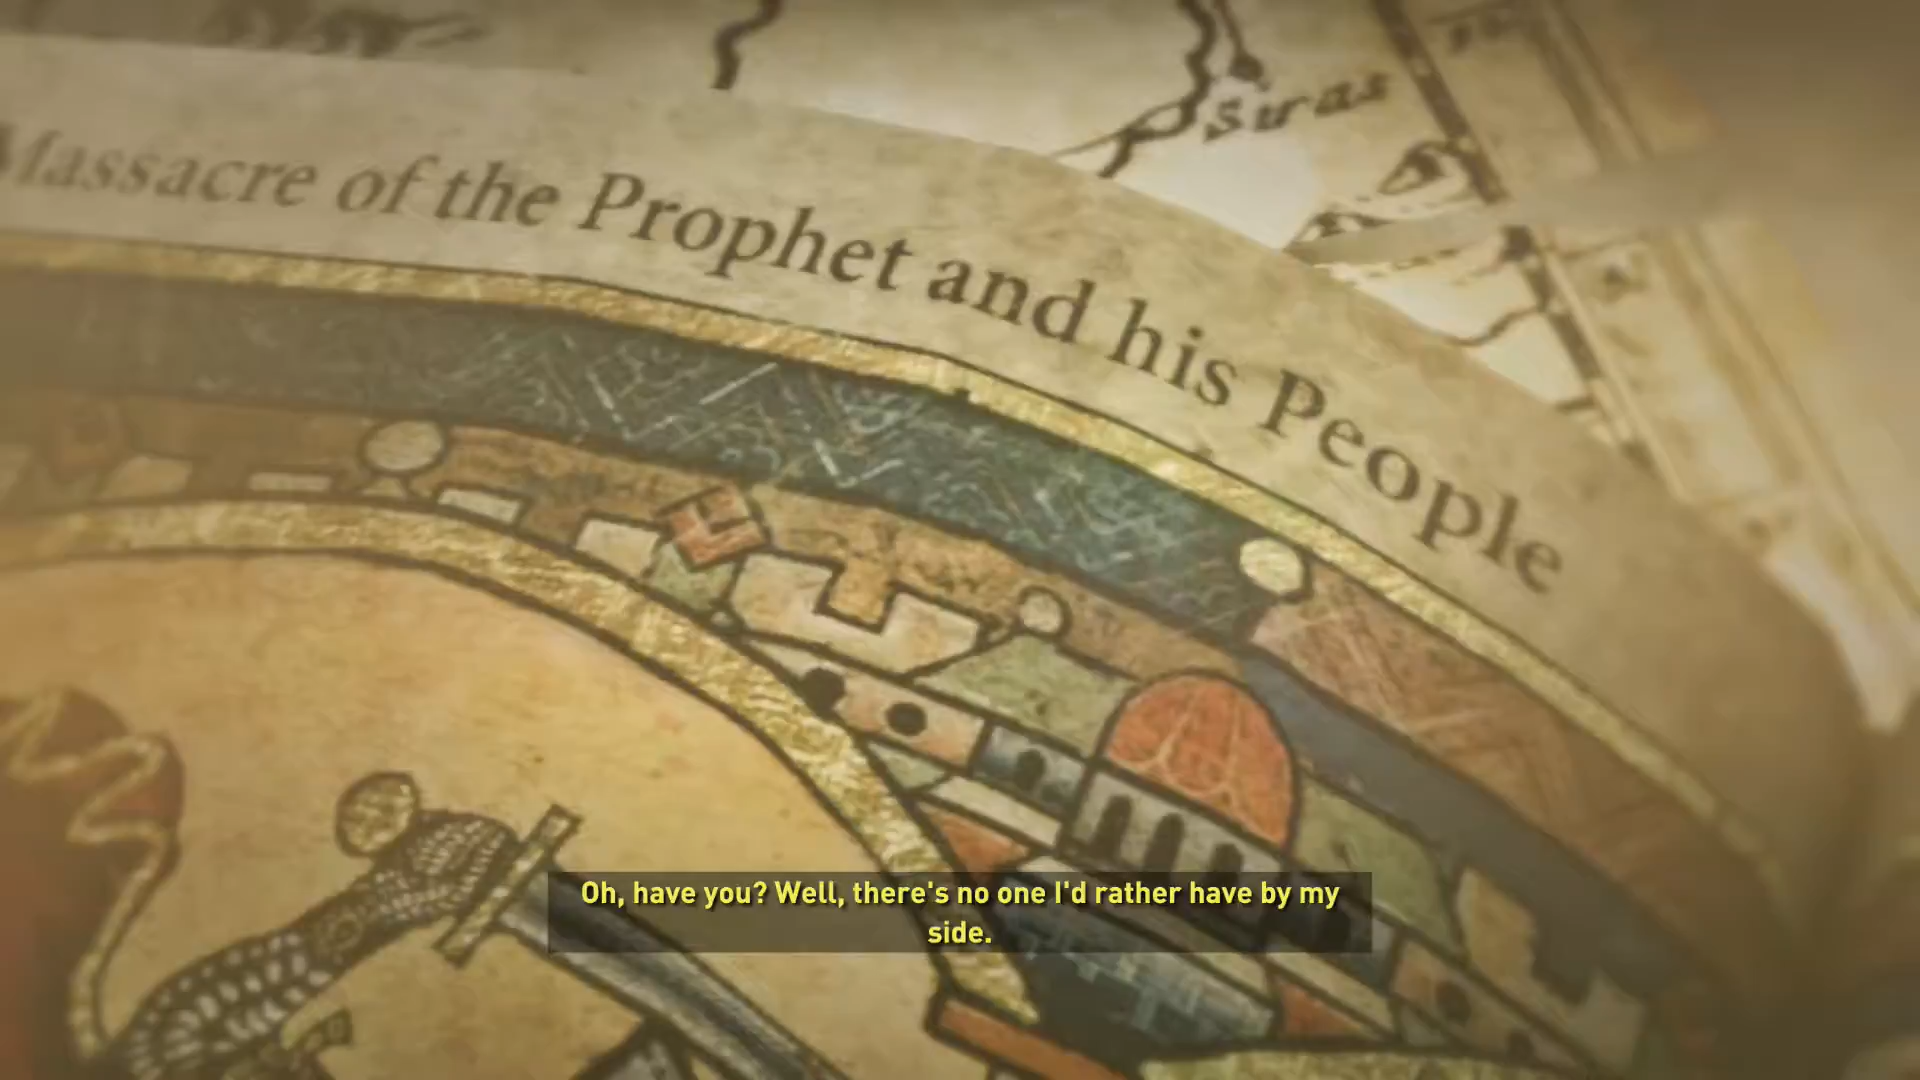 Suras
Massacre of the Prophet and his People
Oh, have you? Well, there's no one I'd rather have by my
side.